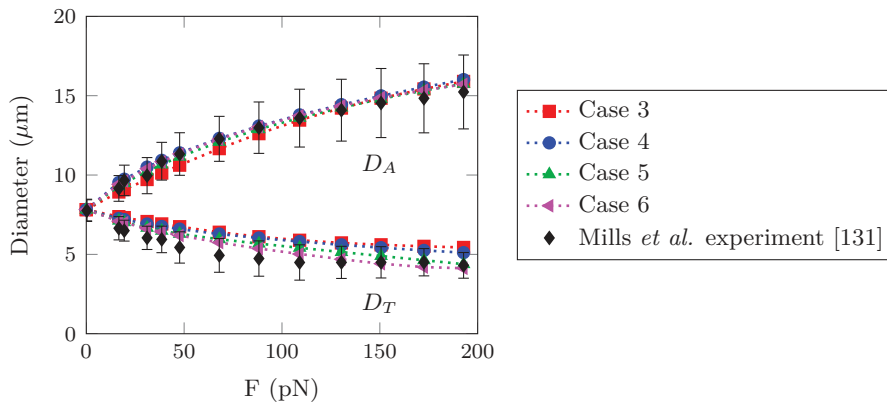 20
15
10
5
0
Diameter (μm)
D_A
D_T
0 50 100 150 200
F (pN)
Case 3
Case 4
Case 5
Case 6
Mills et al. experiment [131]